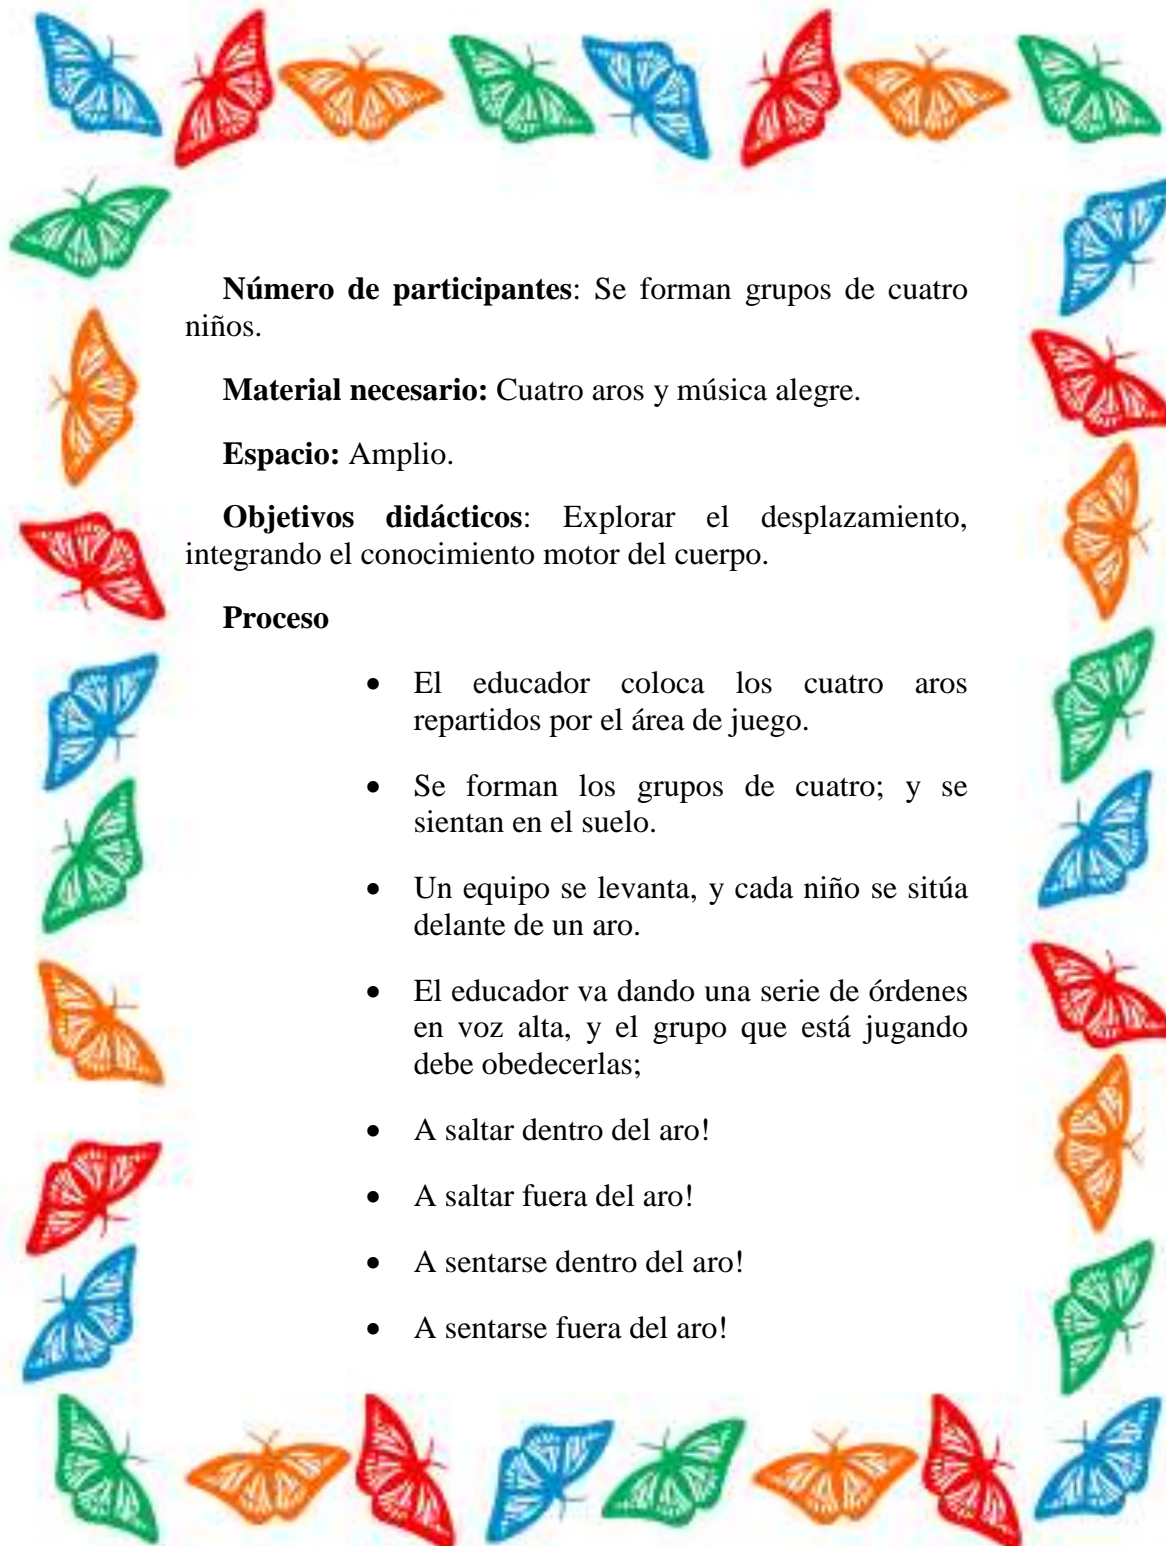 Número de participantes: Se forman grupos de cuatro
niños.
Material necesario: Cuatro aros y música alegre.
Espacio: Amplio.
Objetivos didácticos: Explorar el desplazamiento,
integrando el conocimiento motor del cuerpo.
Proceso
• El educador coloca los cuatro aros
repartidos por el área de juego.
• Se forman los grupos de cuatro; y se
sientan en el suelo.
• Un equipo se levanta, y cada niño se sitúa
delante de un aro.
• El educador va dando una serie de órdenes
en voz alta, y el grupo que está jugando
debe obedecerlas;
• A saltar dentro del aro!
• A saltar fuera del aro!
• A sentarse dentro del aro!
• A sentarse fuera del aro!